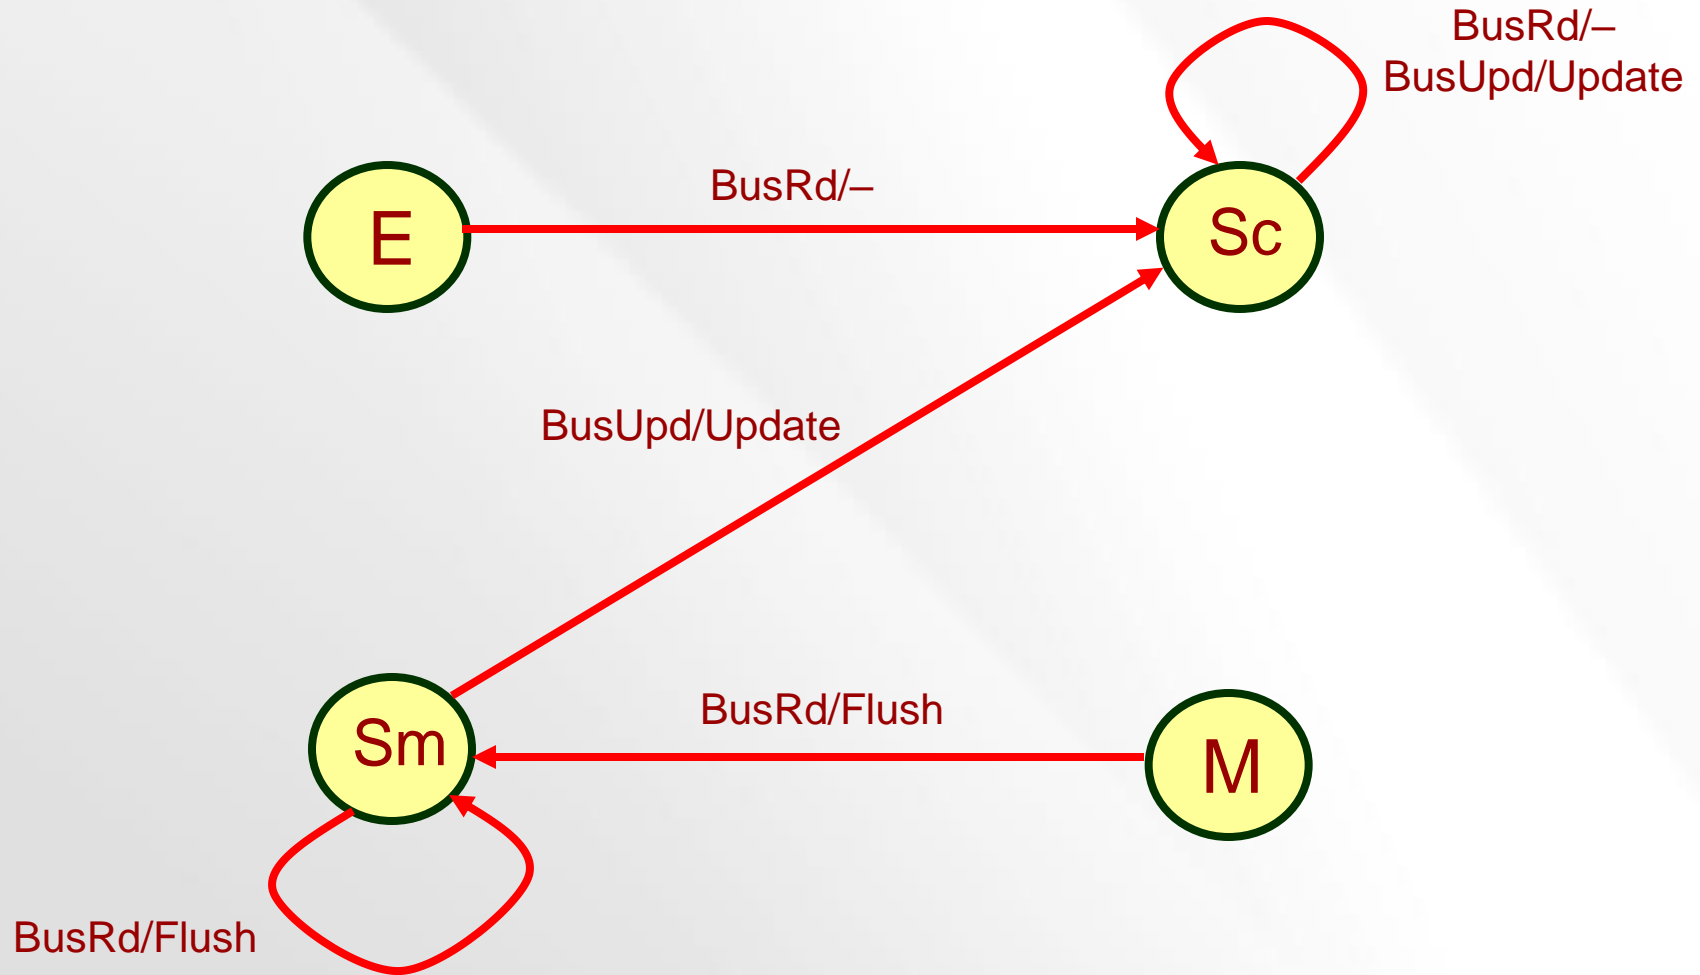 BusRd/–
BusUpd/Update
BusRd/–
E
Sc
BusUpd/Update
BusRd/Flush
Sm
M
BusRd/Flush